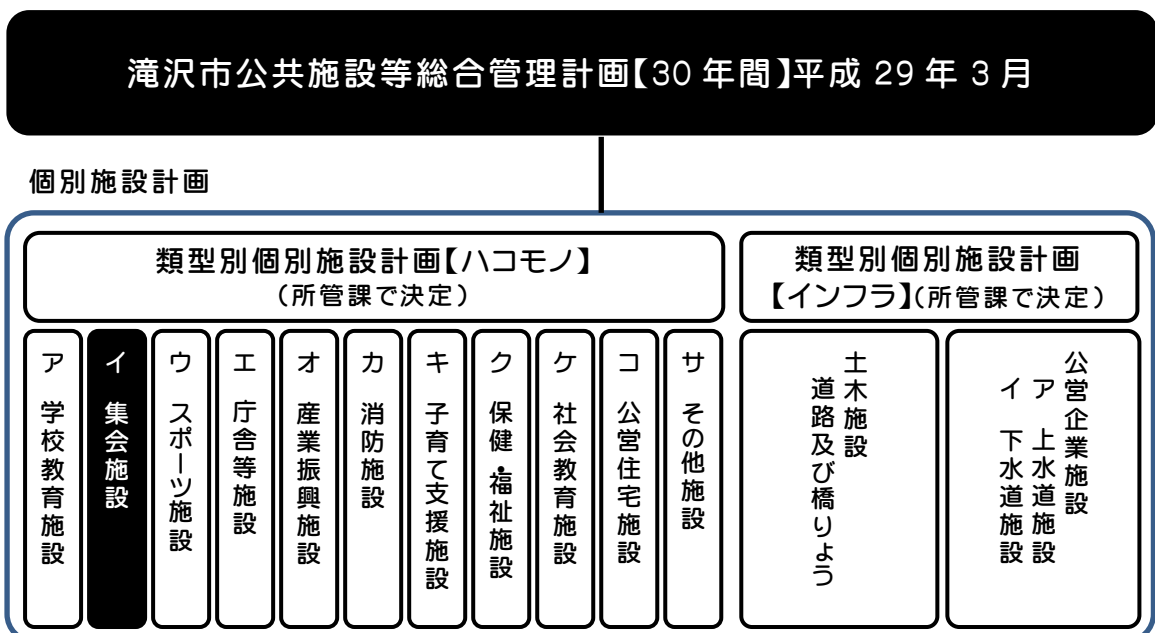 滝沢市公共施設等総合管理計画【30年間】平成 29 年 3 月
個別施設計画
類型別個別施設計画【ハコモノ】
（所管課で決定）
類型別個別施設計画
【インフラ】（所管課で決定）
ア 学校教育施設
イ 集会施設
ウ スポーツ施設
エ 庁舎等施設
オ 産業振興施設
カ 消防施設
キ 子育て支援施設
ク 保健・福祉施設
ケ 社会教育施設
コ 公営住宅施設
サ その他施設
土木施設
道路及び橋りょう
公営企業施設
ア 上水道施設
イ 下水道施設